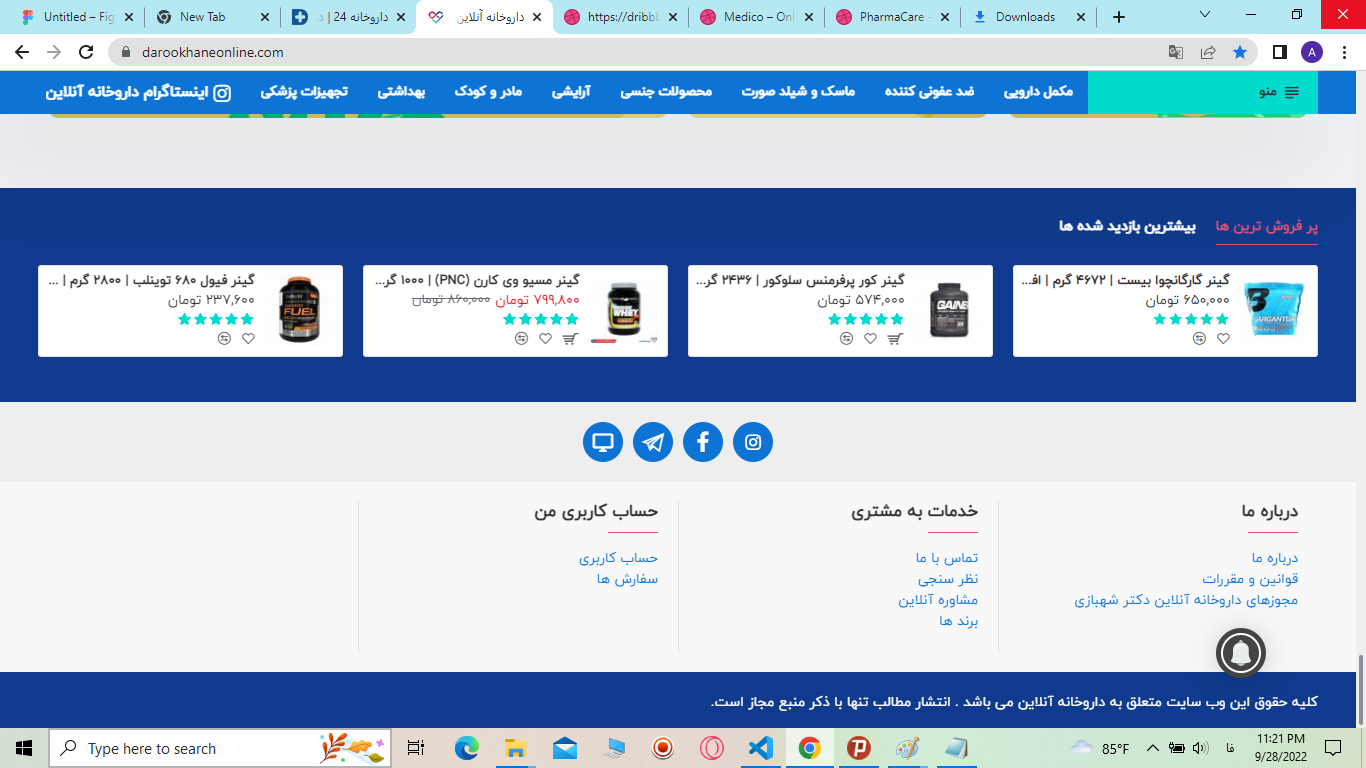 Untitled – Fig
New Tab
داروخانه 24 | د
داروخانه آنلاین
https://dribbb
Medico – Onl
PharmaCare -
Downloads
darookhaneonline.com
A
منو
مکمل دارویی
ضد عفونی کننده
ماسک و شیلد صورت
محصولات جنسی
آرایشی
مادر و کودک
بهداشتی
تجهیزات پزشکی
اینستاگرام داروخانه آنلاین
پر فروش ترین ها
بیشترین بازدید شده ها
گینر گارگانچوا بیست | ۴۶۷۲ گرم | اف...
۶۵۰,۰۰۰ تومان
گینر کور پرفرمنس سلوکور | ۲۴۳۶ گر...
۵۷۴,۰۰۰ تومان
گینر مسیو وی کارن (PNC) | ۱۰۰۰ گر...
۷۹۹,۸۰۰ تومان ۸۶۰,۰۰۰ تومان
گینر فیول ۶۸۰ توینلب | ۲۸۰۰ گرم | ...
۲۳۷,۶۰۰ تومان
درباره ما
درباره ما
قوانین و مقررات
مجوزهای داروخانه آنلاین دکتر شهبازی
خدمات به مشتری
تماس با ما
نظر سنجی
مشاوره آنلاین
برند ها
حساب کاربری من
حساب کاربری
سفارش ها
کلیه حقوق این وب سایت متعلق به داروخانه آنلاین می باشد . انتشار مطالب تنها با ذکر منبع مجاز است.
Type here to search
85°F
فا
11:21 PM
9/28/2022